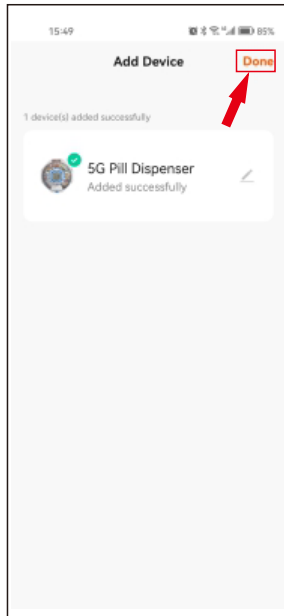 15:49
85%
Add Device
Done
1 device(s) added successfully
5G Pill Dispenser
Added successfully